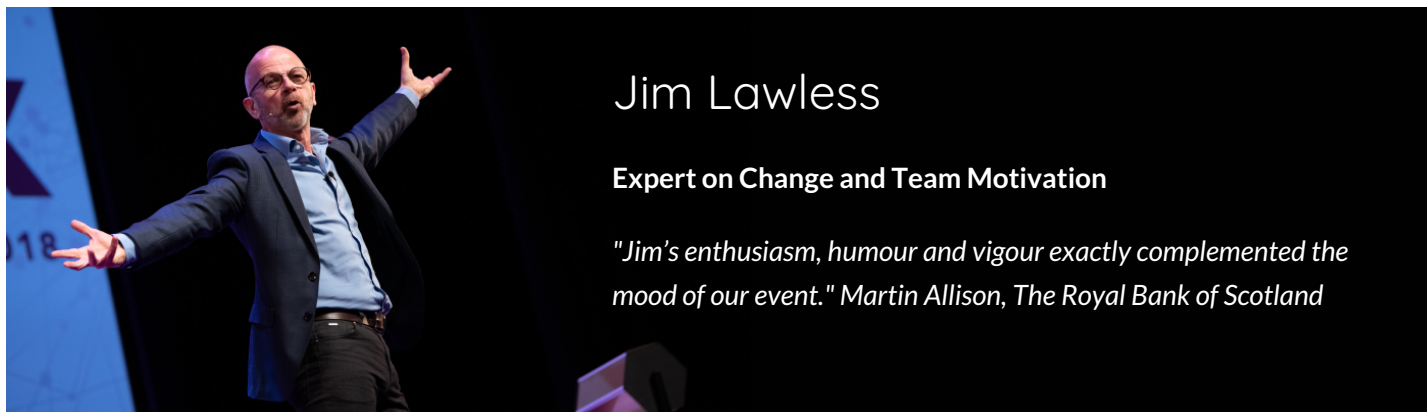 Jim Lawless
Expert on Change and Team Motivation
"Jim’s enthusiasm, humour and vigour exactly complemented the
mood of our event." Martin Allison, The Royal Bank of Scotland
018